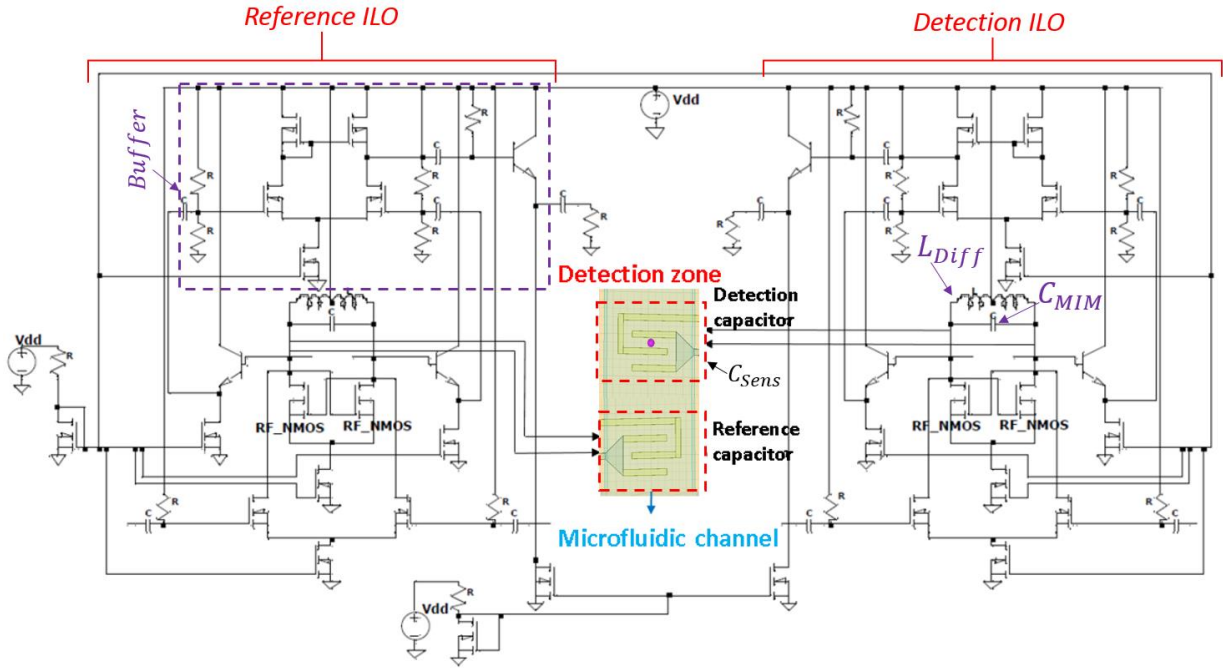 Reference ILO
Detection ILO
Vdd
R
C
R
Buffer
R
C
R
C
R
C
R
R
C
R
C
R
R
C
C
R
R
C
Detection zone
L_Diff
C_MIM
Detection
capacitor
C
C
Vdd
R
C_Sens
RF_NMOS
RF_NMOS
RF_NMOS
RF_NMOS
Reference
capacitor
R
C
R
C
C
R
R
C
Microfluidic channel
Vdd
R